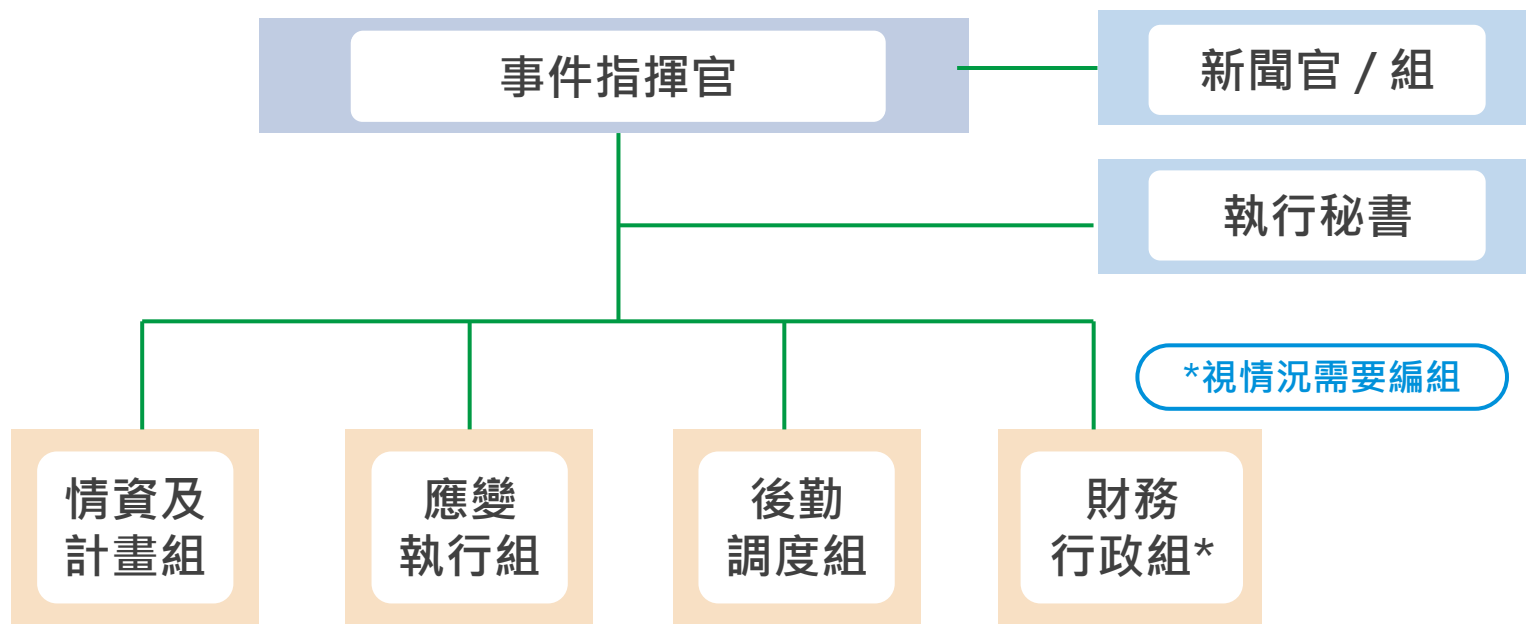 事件指揮官
新聞官 / 組
執行秘書
*視情況需要編組
情資及
計畫組
應變
執行組
後勤
調度組
財務
行政組*